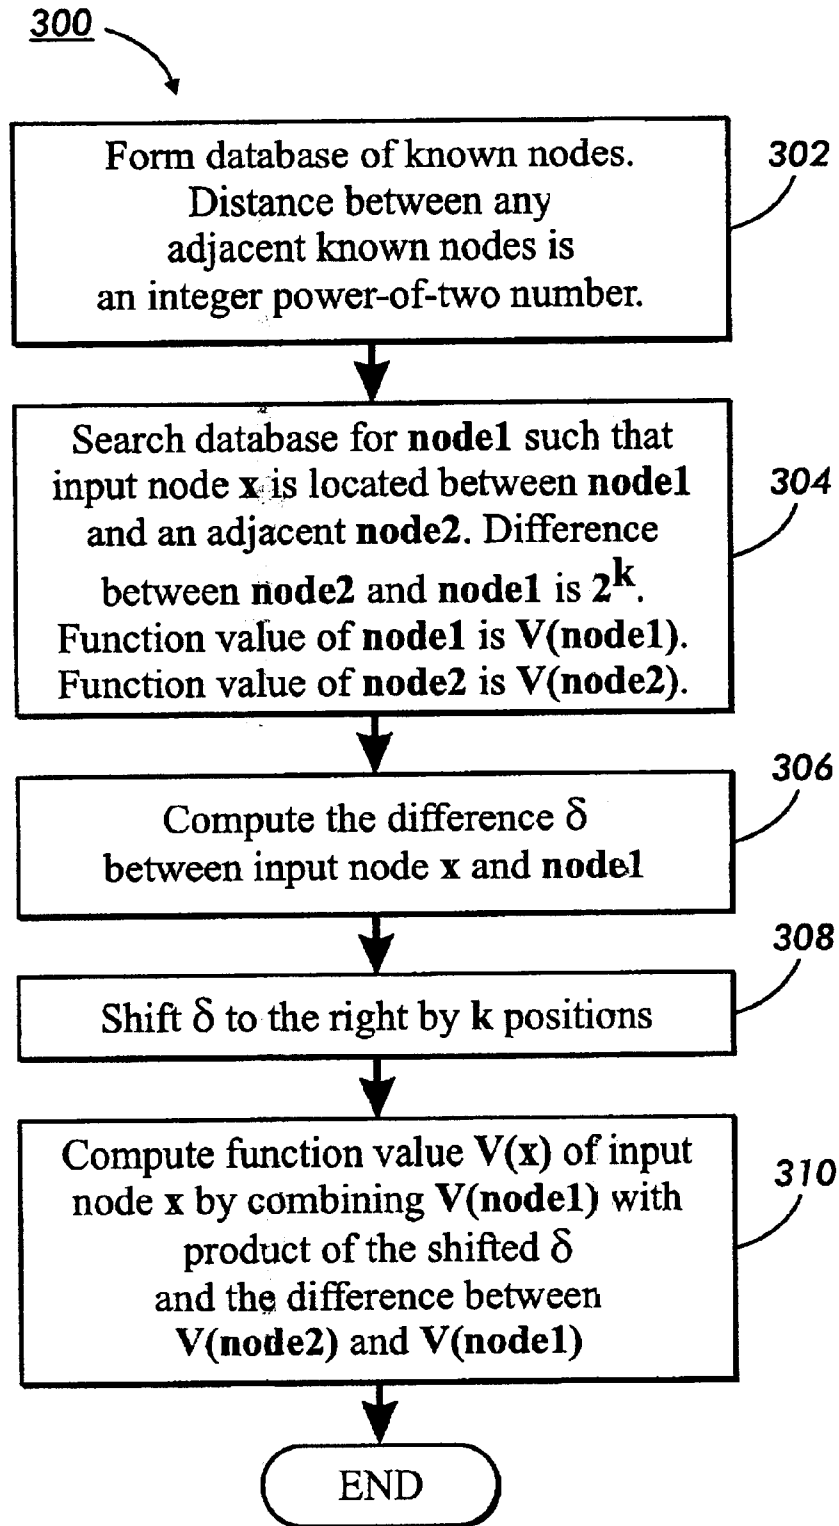 300
302
Form database of known nodes.
Distance between any
adjacent known nodes is
an integer power-of-two number.
304
Search database for node1 such that
input node x is located between node1
and an adjacent node2. Difference
between node2 and node1 is 2^k.
Function value of node1 is V(node1).
Function value of node2 is V(node2).
306
Compute the difference δ
between input node x and node1
308
Shift δ to the right by k positions
310
Compute function value V(x) of input
node x by combining V(node1) with
product of the shifted δ
and the difference between
V(node2) and V(node1)
END